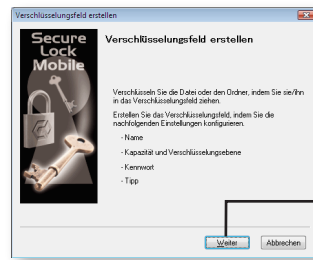 Verschlüsselungsfeld erstellen
Secure
Lock
Mobile
Verschlüsselungsfeld erstellen
Verschlüsseln Sie die Datei oder den Ordner, indem Sie sie/ihn
in das Verschlüsselungsfeld ziehen.
Erstellen Sie das Verschlüsselungsfeld, indem Sie die
nachfolgenden Einstellungen konfigurieren.
- Name
- Kapazität und Verschlüsselungsebene
- Kennwort
- Tipp
Weiter
Abbrechen